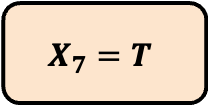 X₇ = T